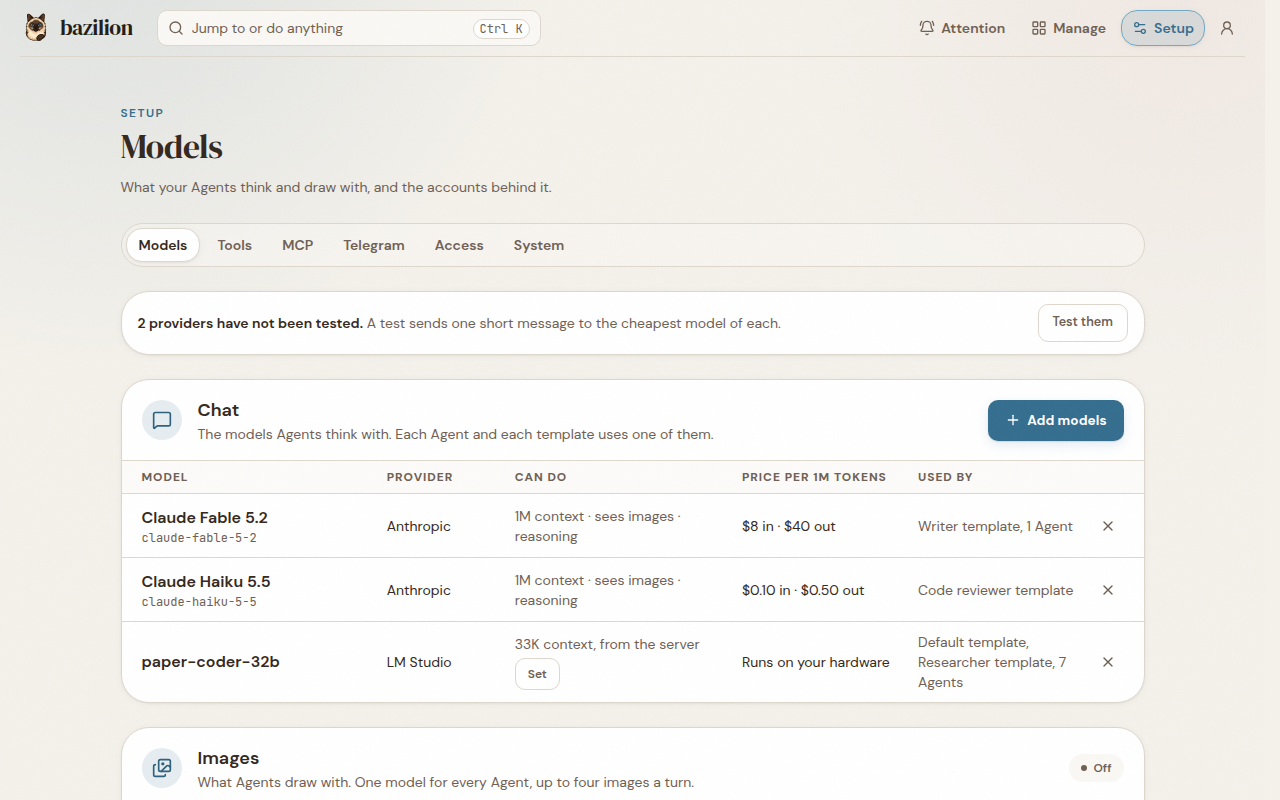 bazilion
Jump to or do anything
Ctrl K
Attention
Manage
Setup
SETUP
Models
What your Agents think and draw with, and the accounts behind it.
Models
Tools
MCP
Telegram
Access
System
2 providers have not been tested. A test sends one short message to the cheapest model of each.
Test them
Chat
The models Agents think with. Each Agent and each template uses one of them.
Add models
MODEL
PROVIDER
CAN DO
PRICE PER 1M TOKENS
USED BY
Claude Fable 5.2
claude-fable-5-2
Anthropic
1M context · sees images ·
reasoning
$8 in · $40 out
Writer template, 1 Agent
Claude Haiku 5.5
claude-haiku-5-5
Anthropic
1M context · sees images ·
reasoning
$0.10 in · $0.50 out
Code reviewer template
paper-coder-32b
LM Studio
33K context, from the server
Set
Runs on your hardware
Default template,
Researcher template, 7
Agents
Images
What Agents draw with. One model for every Agent, up to four images a turn.
Off